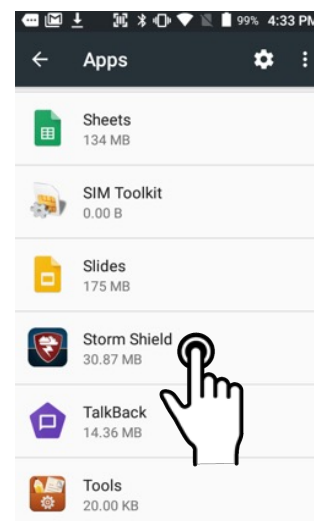 99% 4:33 PM
Apps
Sheets
134 MB
SIM Toolkit
0.00 B
Slides
175 MB
Storm Shield
30.87 MB
TalkBack
14.36 MB
Tools
20.00 KB